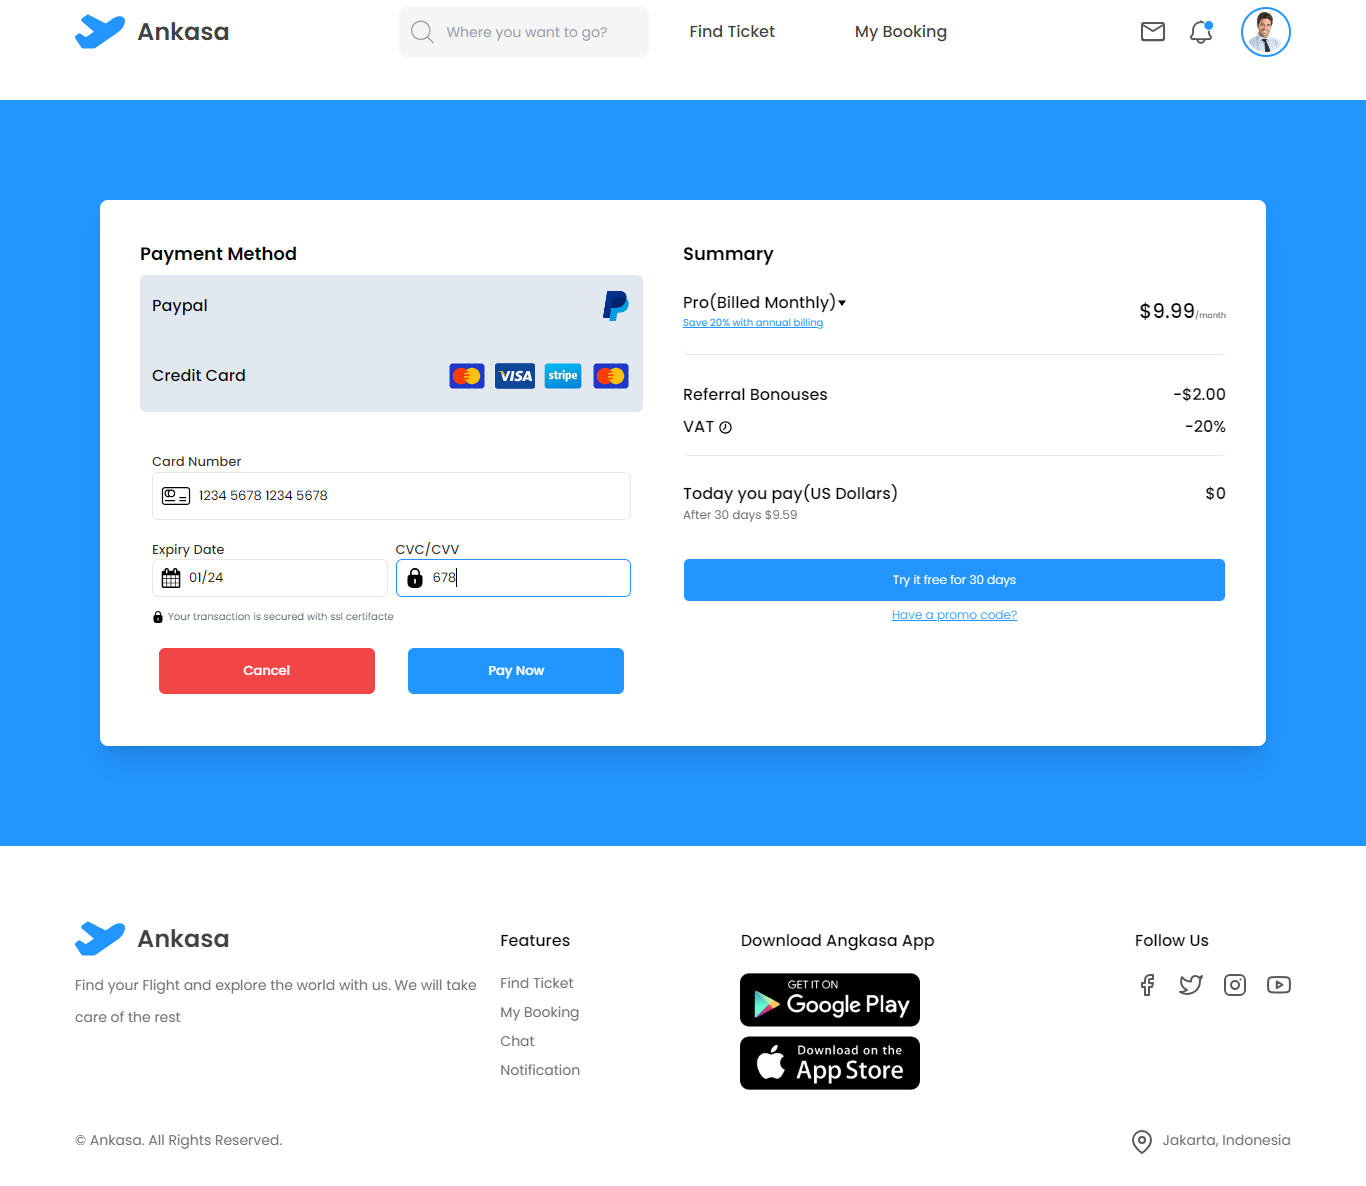 Ankasa
Where you want to go?
Find Ticket
My Booking
Payment Method
Paypal
Credit Card
VISA
stripe
Card Number
1234 5678 1234 5678
Expiry Date
CVC/CVV
01/24
678
Your transaction is secured with ssl certifacte
Cancel
Pay Now
Summary
Pro(Billed Monthly)
Save 20% with annual billing
$9.99/month
Referral Bonouses
-$2.00
VAT
-20%
Today you pay(US Dollars)
$0
After 30 days $9.59
Try it free for 30 days
Have a promo code?
Ankasa
Find your Flight and explore the world with us. We will take
care of the rest
Features
Find Ticket
My Booking
Chat
Notification
Download Angkasa App
GET IT ON
Google Play
Download on the
App Store
Follow Us
© Ankasa. All Rights Reserved.
Jakarta, Indonesia